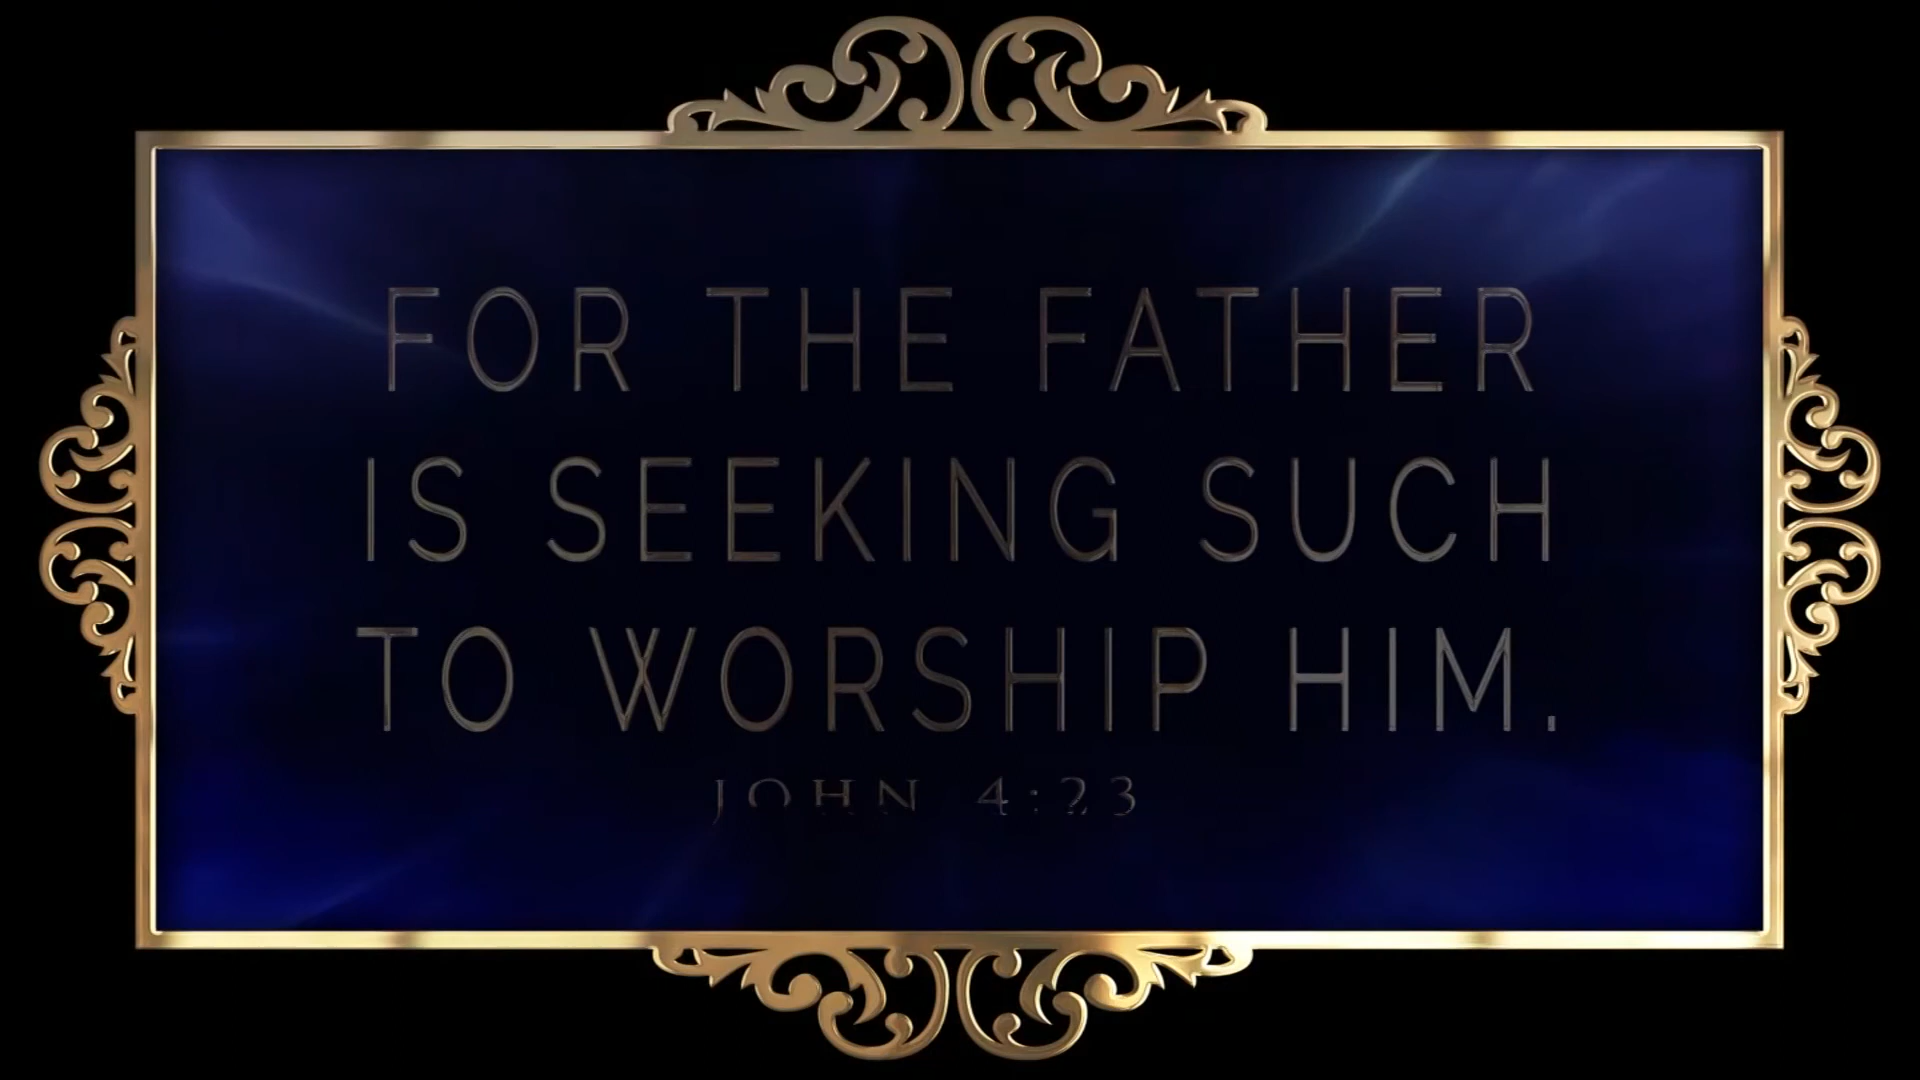 FOR THE FATHER
IS SEEKING SUCH
TO WORSHIP HIM.
JOHN 4:23